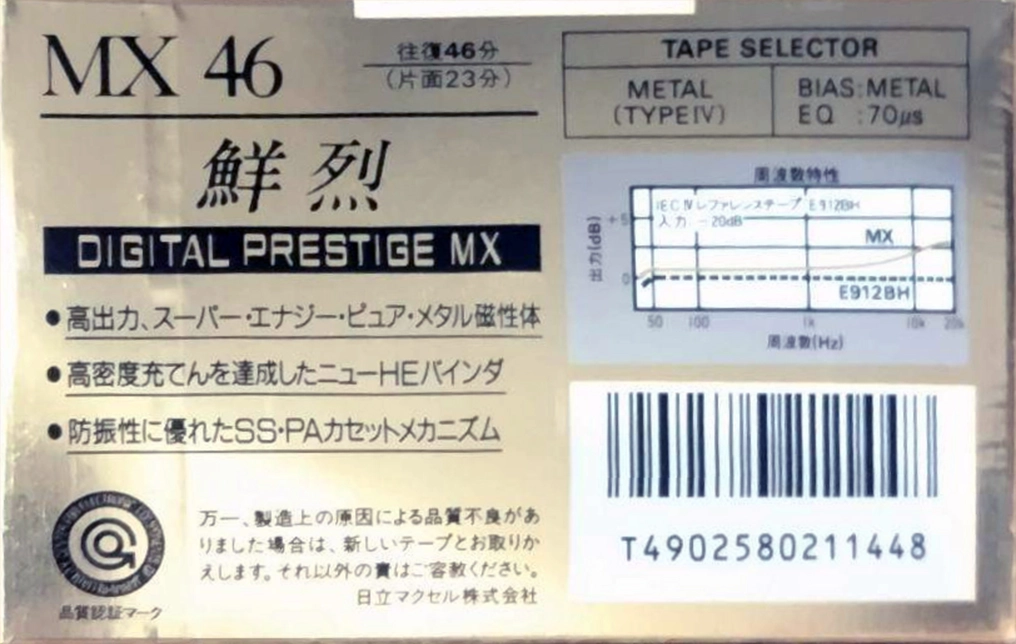 MX 46
往復46分
(片面23分)
鮮烈
DIGITAL PRESTIGE MX
●高出力、スーパー・エナジー・ピュア・メタル磁性体
●高密度充てんを達成したニューHEバインダ
●防振性に優れたSS・PAカセットメカニズム
品質認証マーク
万一、製造上の原因による品質不良があ
りました場合は、新しいテープとお取りか
えします。それ以外の責はご容赦ください。
日立マクセル株式会社
TAPE SELECTOR
METAL
(TYPEⅣ)
BIAS:METAL
EQ :70μs
周波数特性
IECⅣレファレンステープ E912BH
入力 -20dB
MX
E912BH
出力(dB)
+5
0
50 100 1k 10k 20k
周波数(Hz)
T4902580211448